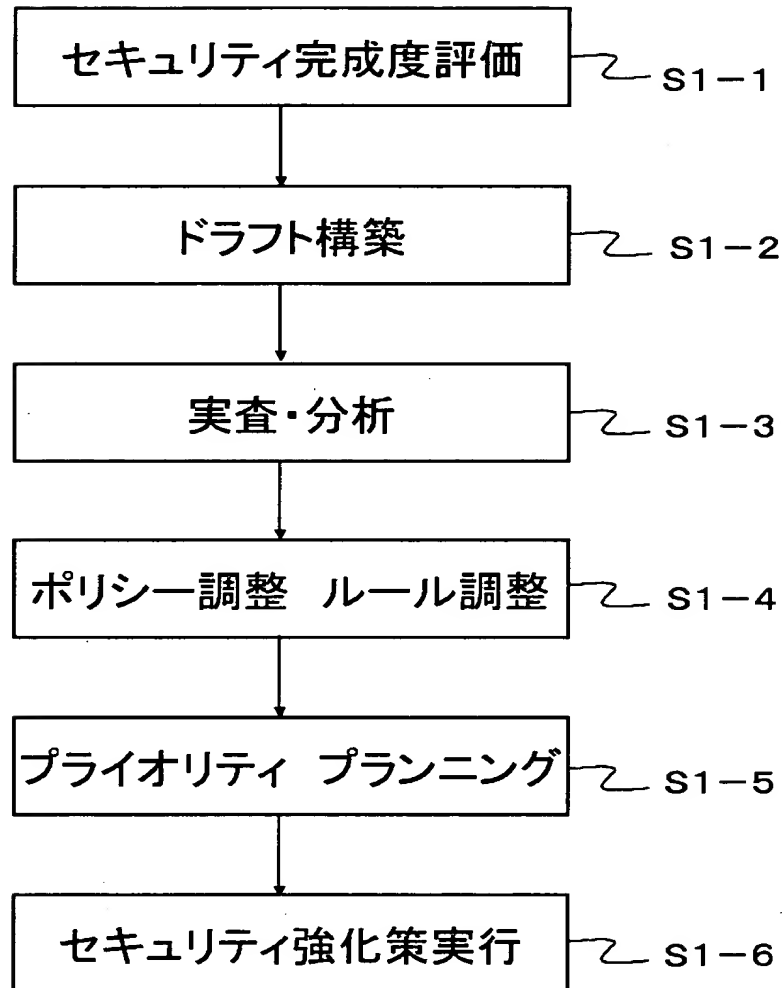 セキュリティ完成度評価 S1-1
ドラフト構築 S1-2
実査・分析 S1-3
ポリシー調整 ルール調整 S1-4
プライオリティ プランニング S1-5
セキュリティ強化策実行 S1-6